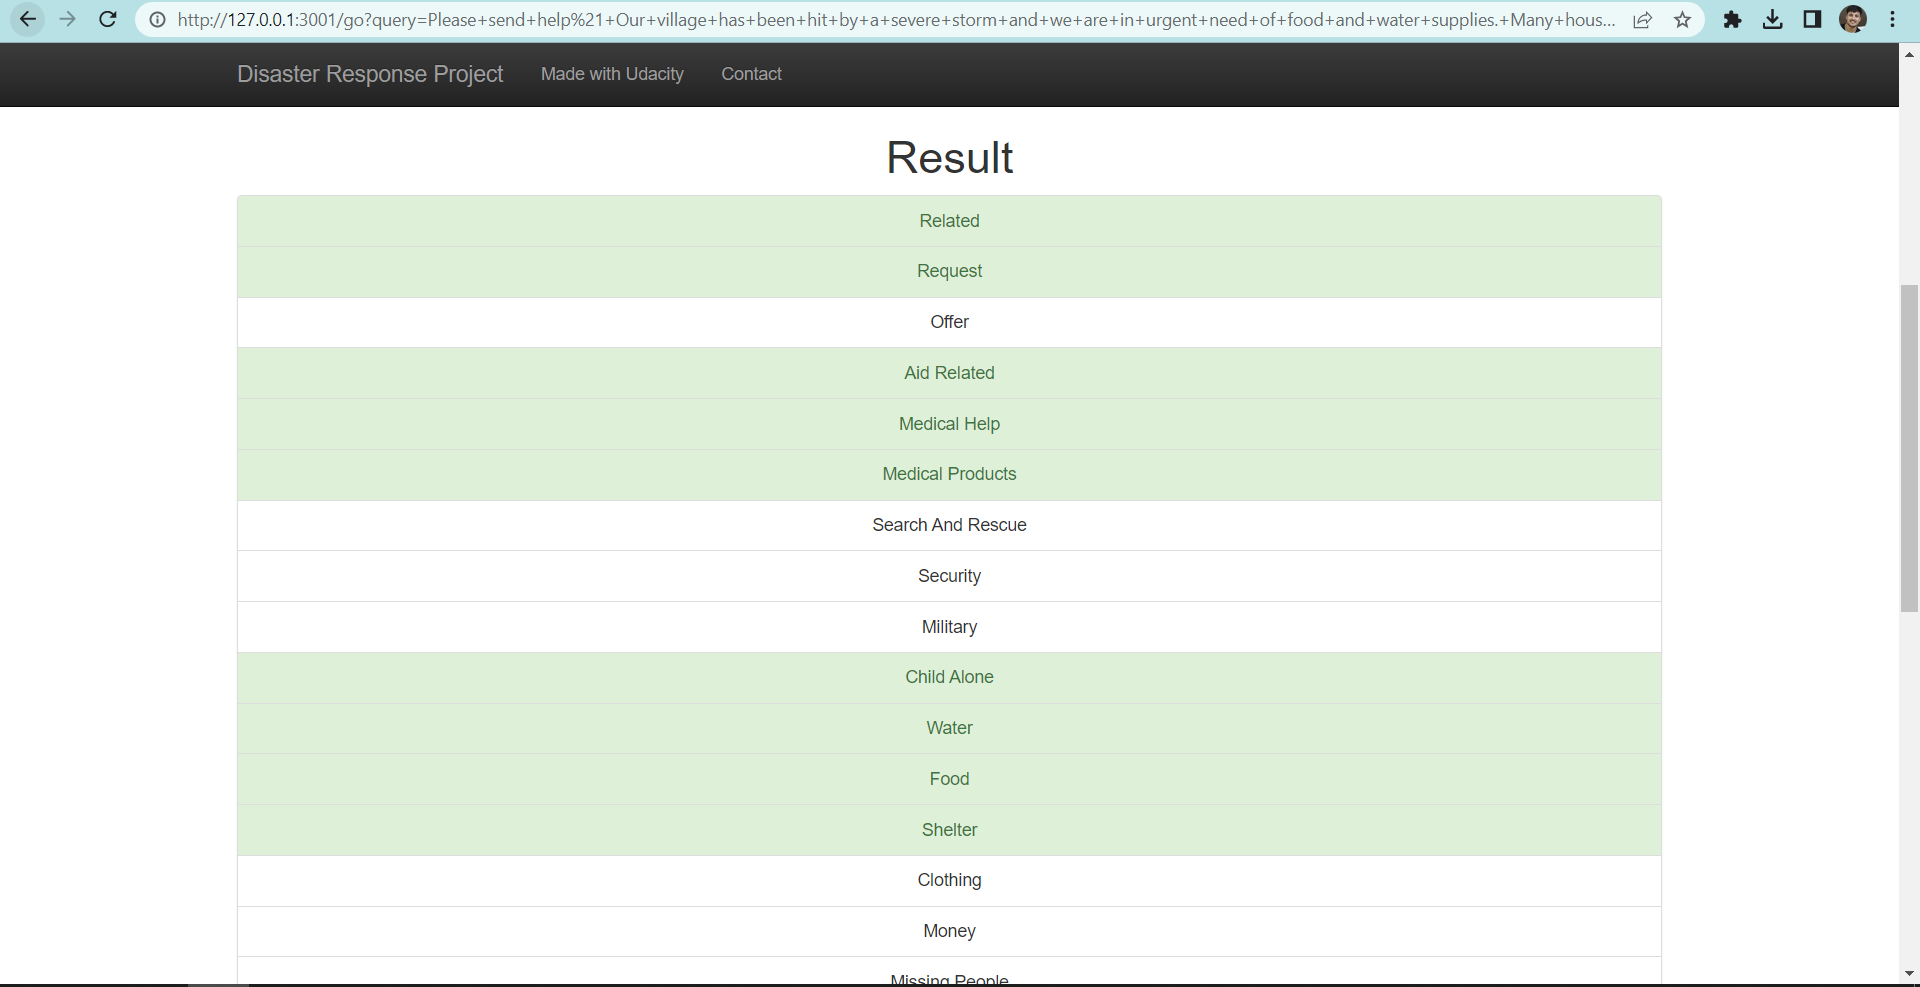 http://127.0.0.1:3001/go?query=Please+send+help%21+Our+village+has+been+hit+by+a+severe+storm+and+we+are+in+urgent+need+of+food+and+water+supplies.+Many+hous...
Disaster Response Project Made with Udacity Contact
Result
Related
Request
Offer
Aid Related
Medical Help
Medical Products
Search And Rescue
Security
Military
Child Alone
Water
Food
Shelter
Clothing
Money
Missing People